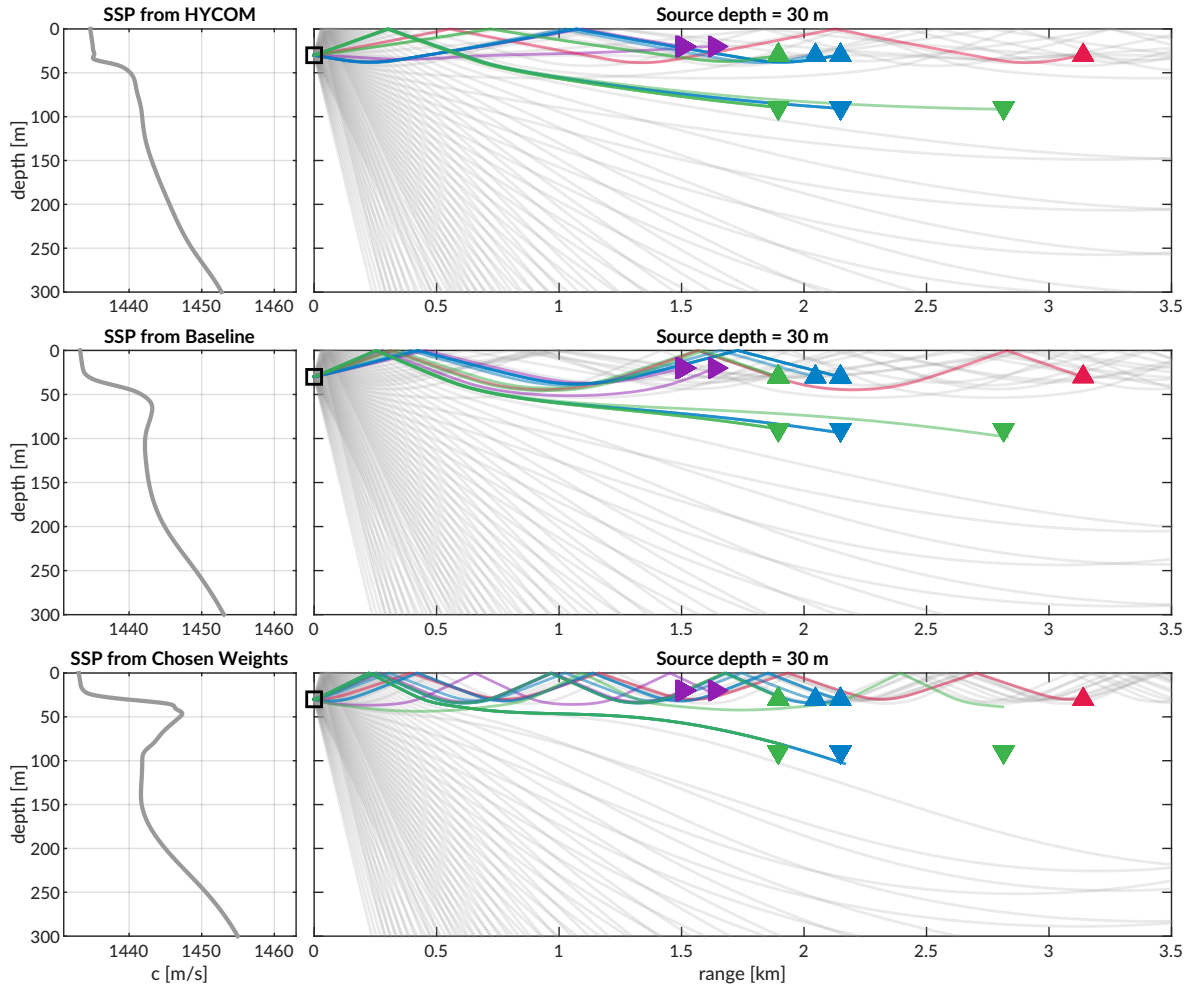 SSP from HYCOM
Source depth = 30 m
0
50
100
150
200
250
300
depth [m]
1440 1450 1460
0 0.5 1 1.5 2 2.5 3 3.5
SSP from Baseline
Source depth = 30 m
0
50
100
150
200
250
300
depth [m]
1440 1450 1460
0 0.5 1 1.5 2 2.5 3 3.5
SSP from Chosen Weights
Source depth = 30 m
0
50
100
150
200
250
300
depth [m]
1440 1450 1460
0 0.5 1 1.5 2 2.5 3 3.5
c [m/s]
range [km]